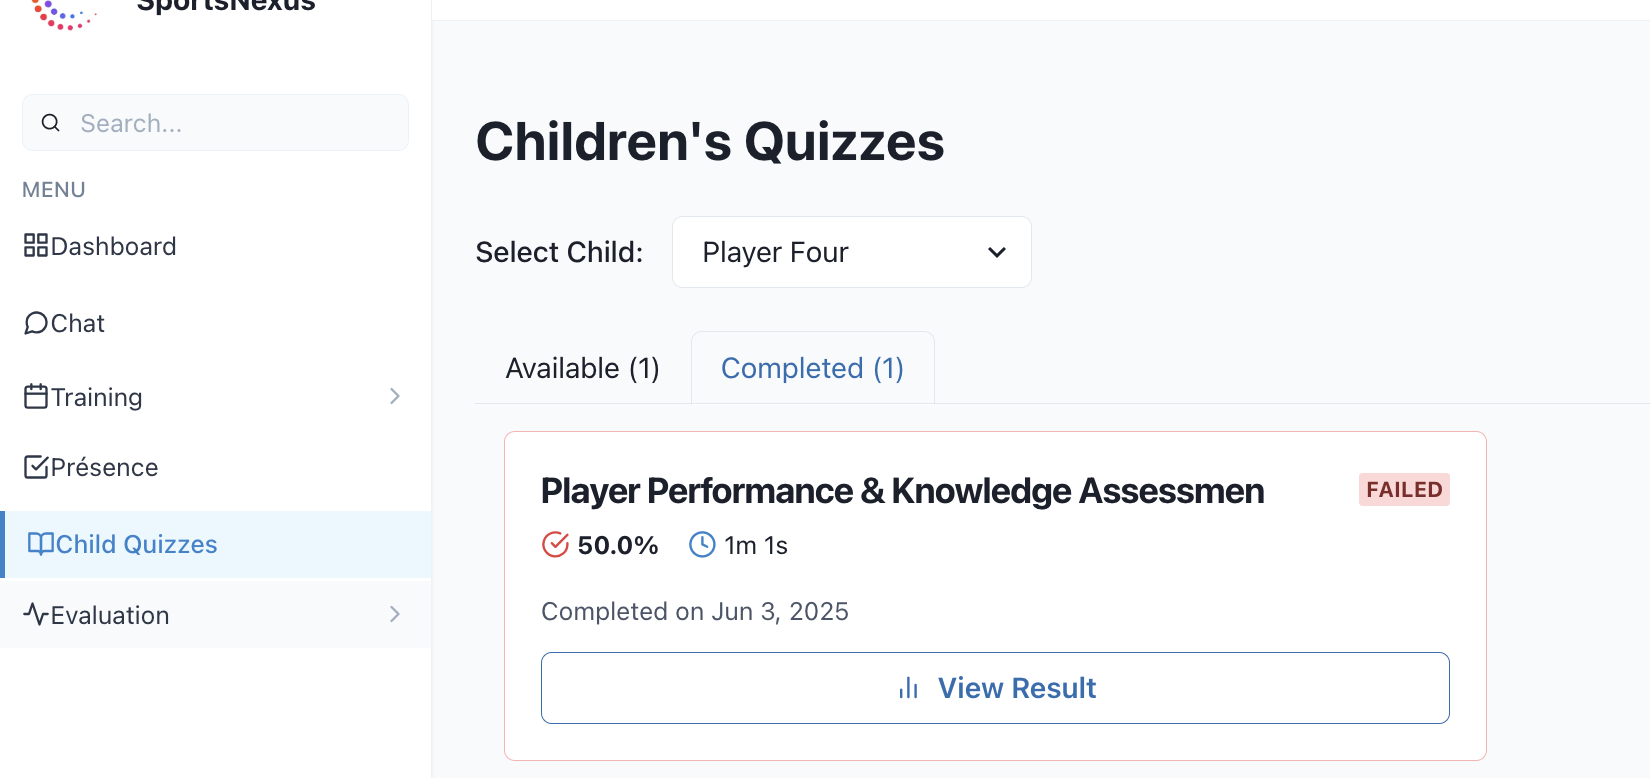 SportsNexus
Search...
MENU
Dashboard
Chat
Training
Présence
Child Quizzes
Evaluation
Children's Quizzes
Select Child:
Player Four
Available (1)
Completed (1)
Player Performance & Knowledge Assessmen
FAILED
50.0%
1m 1s
Completed on Jun 3, 2025
View Result